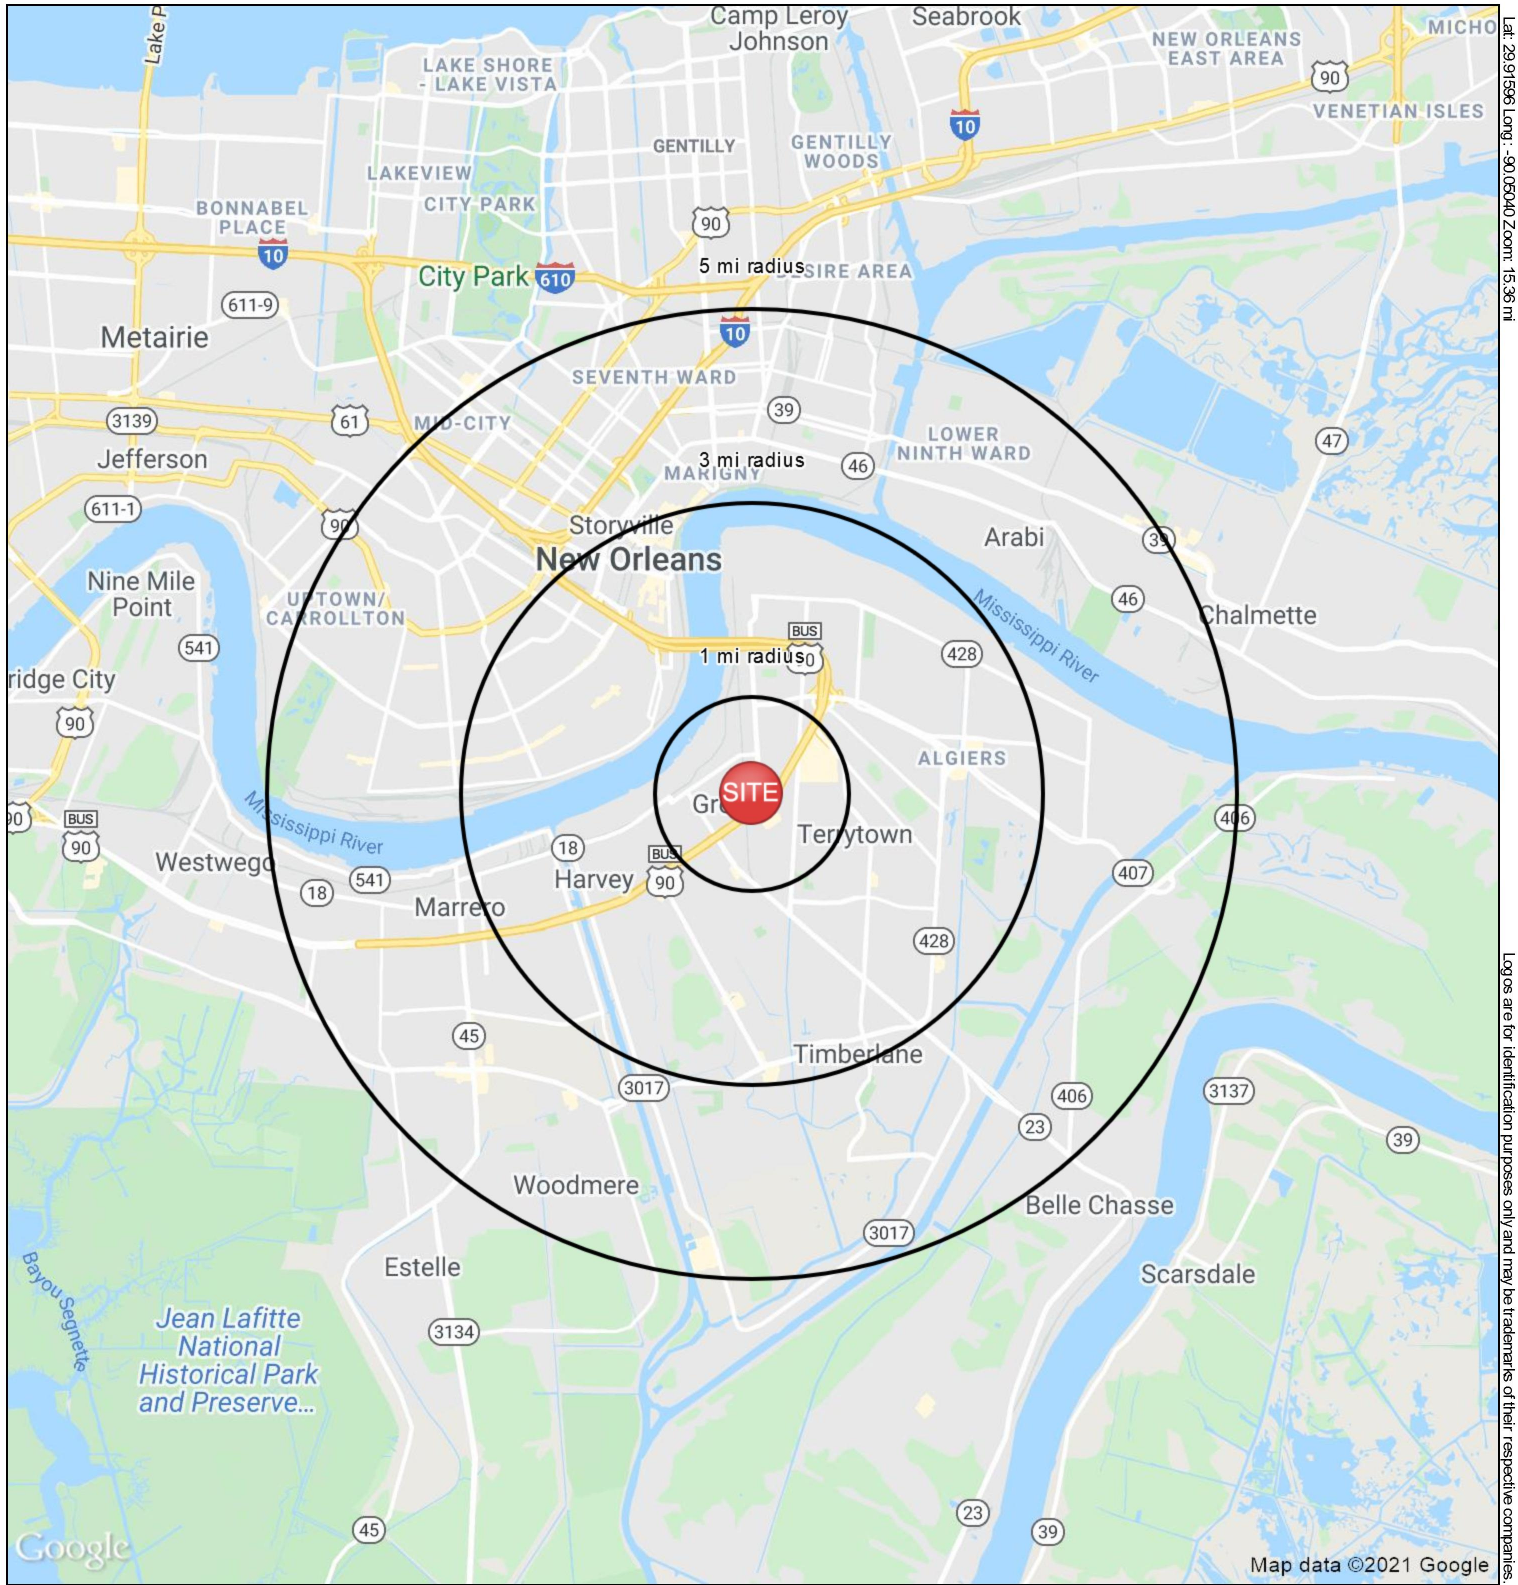 Lake P
Camp Leroy
Johnson
Seabrook
MICHO
NEW ORLEANS
EAST AREA
90
LAKE SHORE
- LAKE VISTA
VENETIAN ISLES
10
GENTILLY
GENTILLY
WOODS
LAKEVIEW
CITY PARK
BONNABEL
PLACE
90
10
City Park
610
5 mi radius
DESIRE AREA
611-9
Metairie
10
SEVENTH WARD
39
3139
61
MID-CITY
LOWER
NINTH WARD
47
Jefferson
3 mi radius
MARIGNY
46
611-1
90
Storyville
New Orleans
Arabi
39
Nine Mile
Point
UPTOWN/
CARROLLTON
Mississippi River
46
Chalmette
541
BUS
90
1 mi radius
428
ridge City
90
ALGIERS
SITE
Gre
90
BUS
90
Mississippi River
Terrytown
406
Westwego
18
BUS
90
Harvey
407
18
541
Marrero
428
45
Timberlane
3017
406
3137
23
39
Woodmere
Belle Chasse
3017
Bayou Segnette
Estelle
Scarsdale
Jean Lafitte
National
Historical Park
and Preserve...
3134
45
23
39
Google
Map data ©2021 Google
Lat: 29.91596 Long: -90.05040 Zoom: 15.36 mi
Logos are for identification purposes only and may be trademarks of their respective companies.